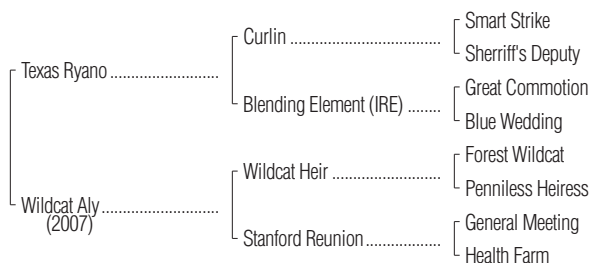 Smart Strike
Curlin ........................................
Sherriff's Deputy
Texas Ryano .............................
Great Commotion
Blending Element (IRE) .........
Blue Wedding
Forest Wildcat
Wildcat Heir .............................
Penniless Heiress
Wildcat Aly ...............................
(2007)
General Meeting
Stanford Reunion ....................
Health Farm